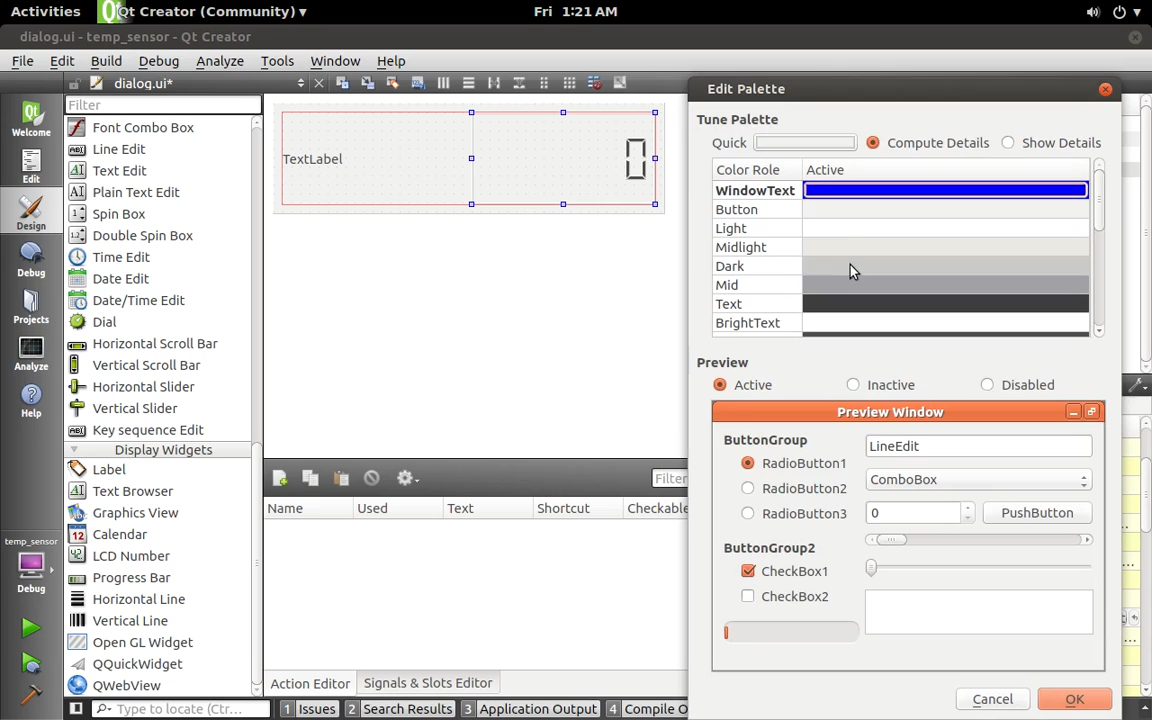 Activities
Qt Creator (Community) ▾
Fri 1:21 AM
dialog.ui - temp_sensor - Qt Creator
File Edit Build Debug Analyze Tools Window Help
dialog.ui*
Welcome
Edit
Design
Debug
Projects
Analyze
Help
temp_sensor
Debug
Filter
Font Combo Box
Line Edit
Text Edit
Plain Text Edit
Spin Box
Double Spin Box
Time Edit
Date Edit
Date/Time Edit
Dial
Horizontal Scroll Bar
Vertical Scroll Bar
Horizontal Slider
Vertical Slider
Key sequence Edit
Display Widgets
Label
Text Browser
Graphics View
Calendar
LCD Number
Progress Bar
Horizontal Line
Vertical Line
Open GL Widget
QQuickWidget
QWebView
TextLabel
0
Filter
Name Used Text Shortcut Checkable
Action Editor Signals & Slots Editor
Type to locate (Ctr...
1 Issues 2 Search Results 3 Application Output 4 Compile O
Edit Palette
Tune Palette
Quick Compute Details Show Details
Color Role Active
WindowText
Button
Light
Midlight
Dark
Mid
Text
BrightText
Preview
Active Inactive Disabled
Preview Window
ButtonGroup
RadioButton1
RadioButton2
RadioButton3
ButtonGroup2
CheckBox1
CheckBox2
LineEdit
ComboBox
0 PushButton
Cancel OK